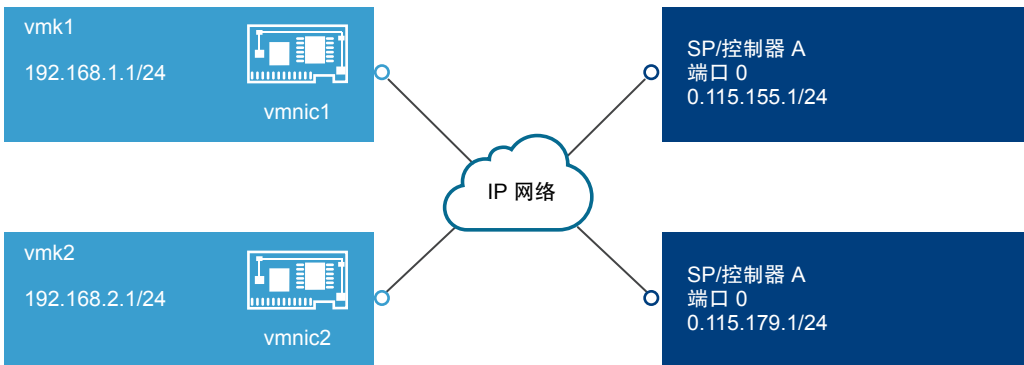 vmk1
192.168.1.1/24
vmnic1
SP/控制器 A
端口 0
0.115.155.1/24
IP 网络
vmk2
192.168.2.1/24
vmnic2
SP/控制器 A
端口 0
0.115.179.1/24